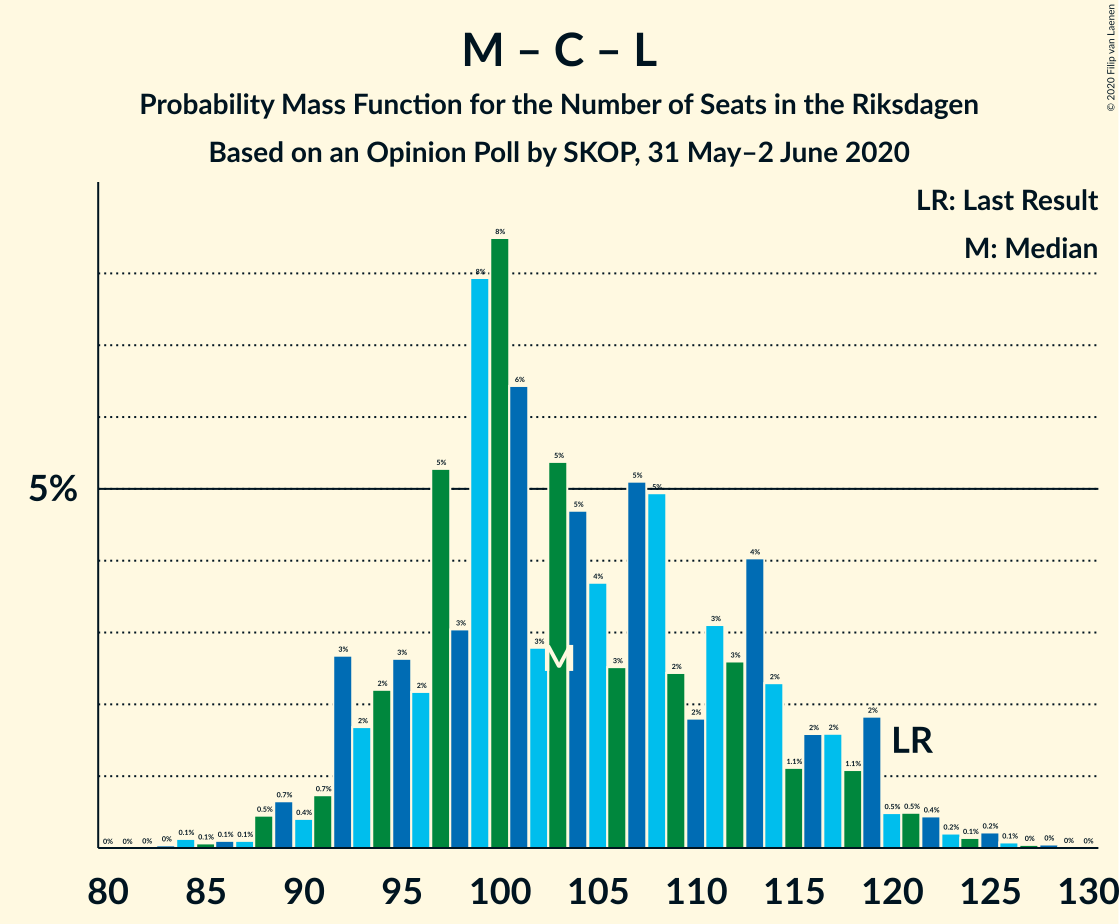 M – C – L
Probability Mass Function for the Number of Seats in the Riksdagen
Based on an Opinion Poll by SKOP, 31 May–2 June 2020
© 2020 Filip van Laenen
LR: Last Result
M: Median
5%
0% 0% 0% 0% 0.1% 0.1% 0.1% 0.1% 0.5% 0.7% 0.4% 0.7% 3% 2% 2% 3% 2% 5% 3% 8% 8% 6% 3% 5% 5% 4% 3% 5% 5% 2% 2% 3% 3% 4% 2% 1.1% 2% 2% 1.1% 2% 0.5% 0.5% 0.4% 0.2% 0.1% 0.2% 0.1% 0% 0% 0% 0%
M
LR
80 85 90 95 100 105 110 115 120 125 130